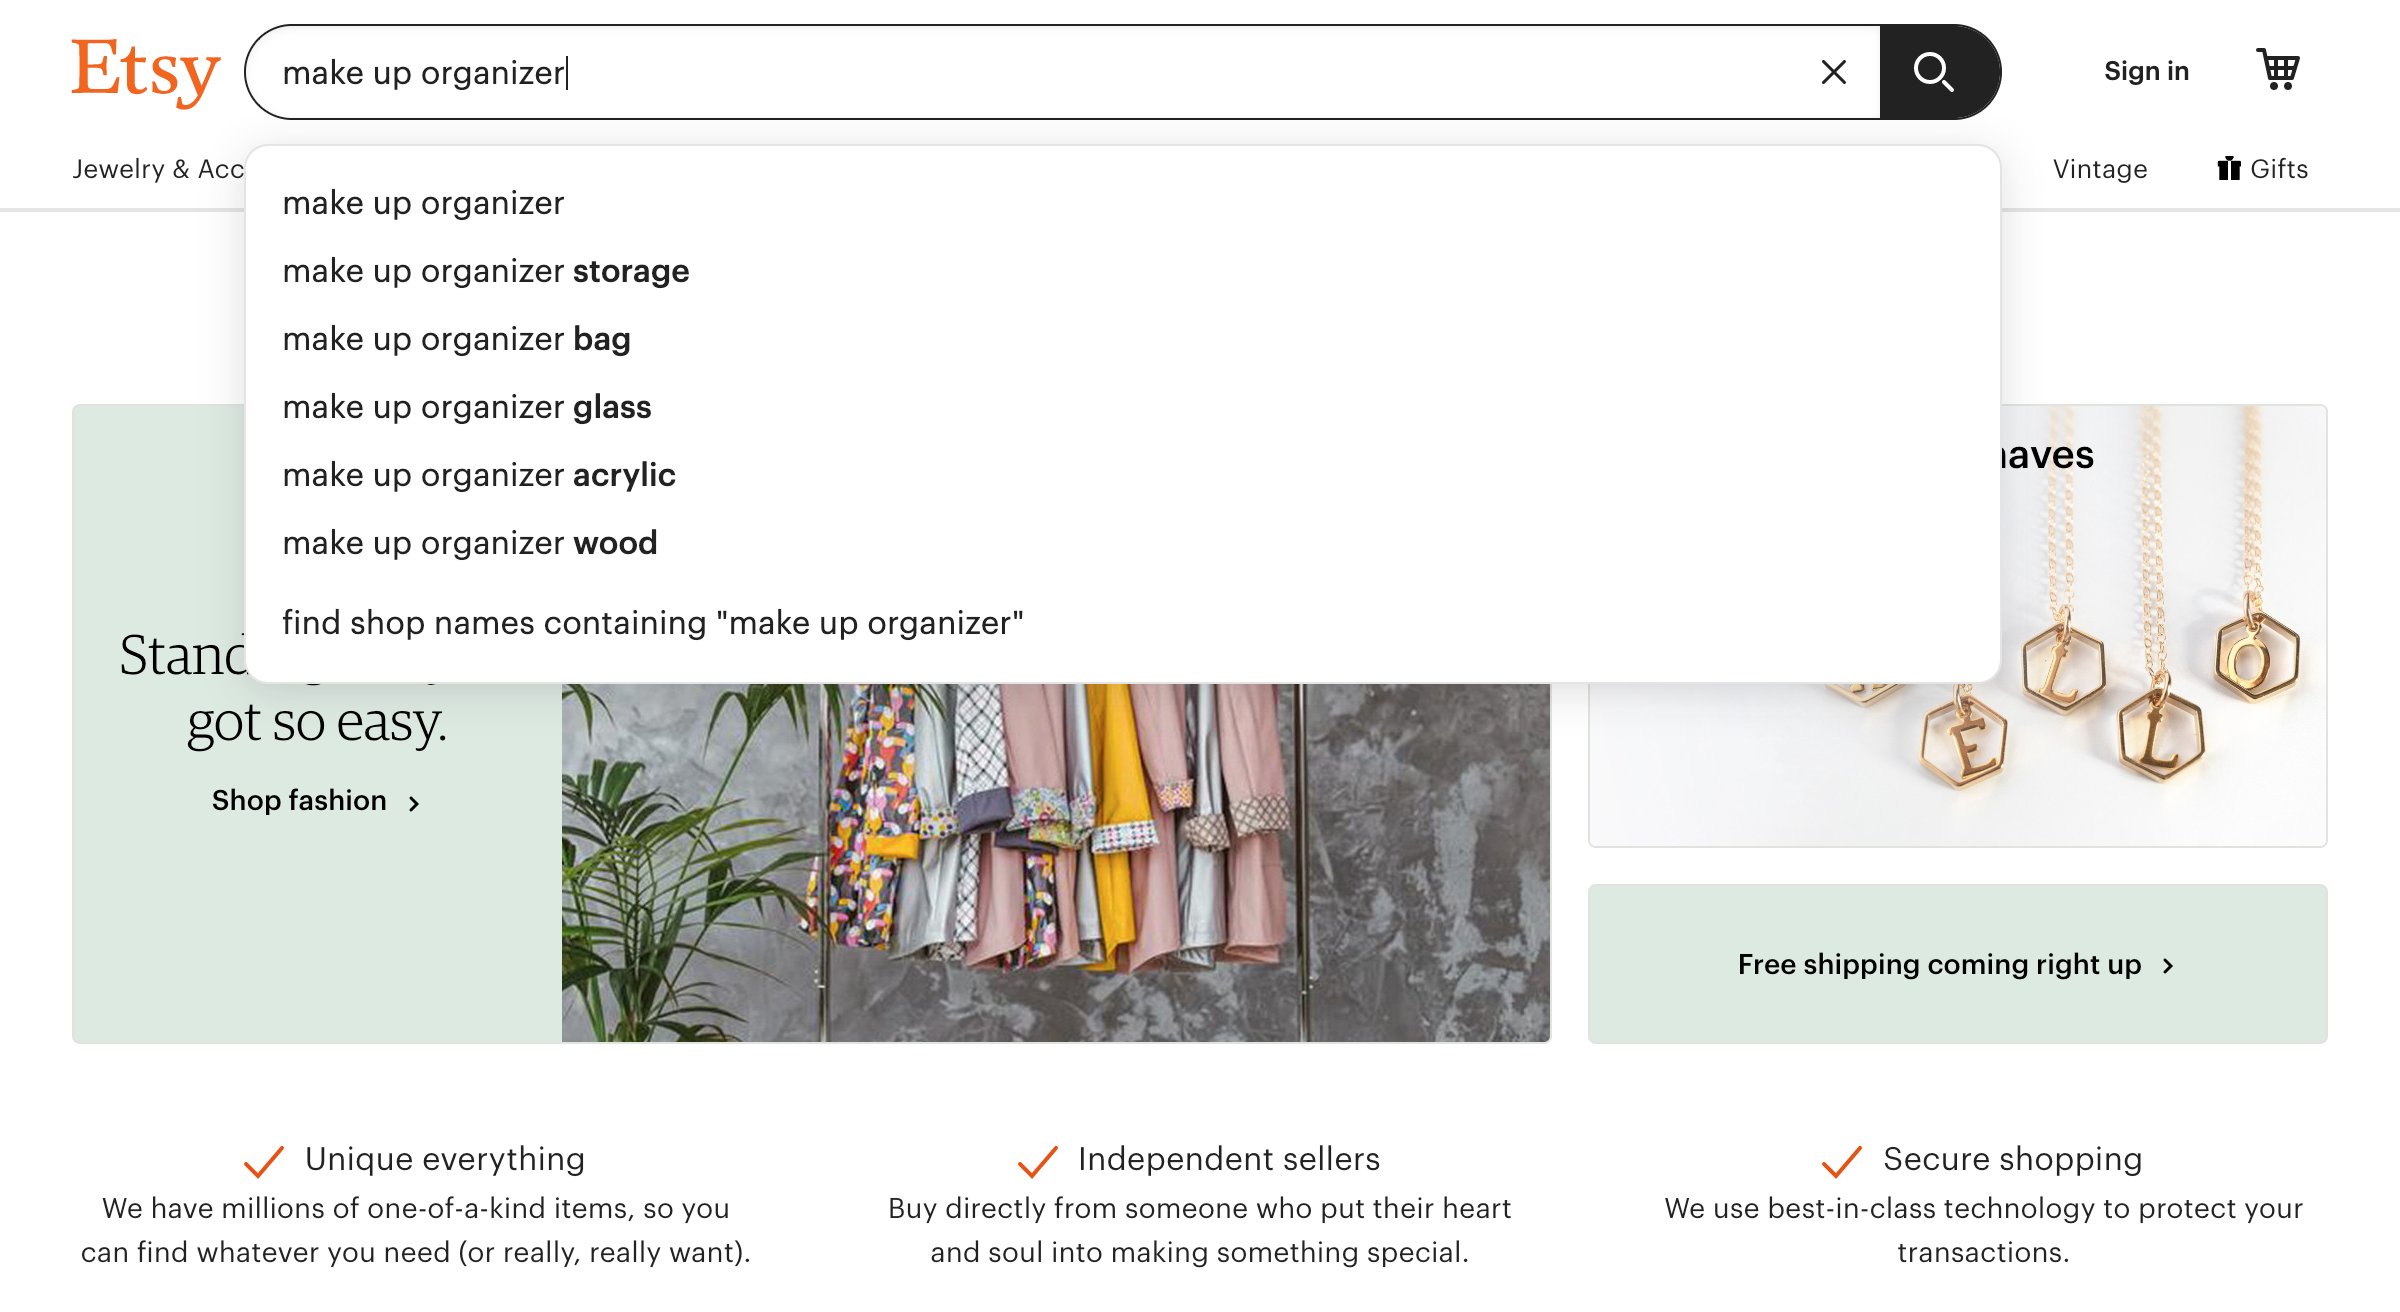 Etsy
make up organizer
Sign in
Jewelry & Acc
Vintage
Gifts
make up organizer
make up organizer storage
make up organizer bag
make up organizer glass
make up organizer acrylic
make up organizer wood
find shop names containing "make up organizer"
got so easy.
Shop fashion
L
O
E
L
Free shipping coming right up
Unique everything
We have millions of one-of-a-kind items, so you
can find whatever you need (or really, really want).
Independent sellers
Buy directly from someone who put their heart
and soul into making something special.
Secure shopping
We use best-in-class technology to protect your
transactions.